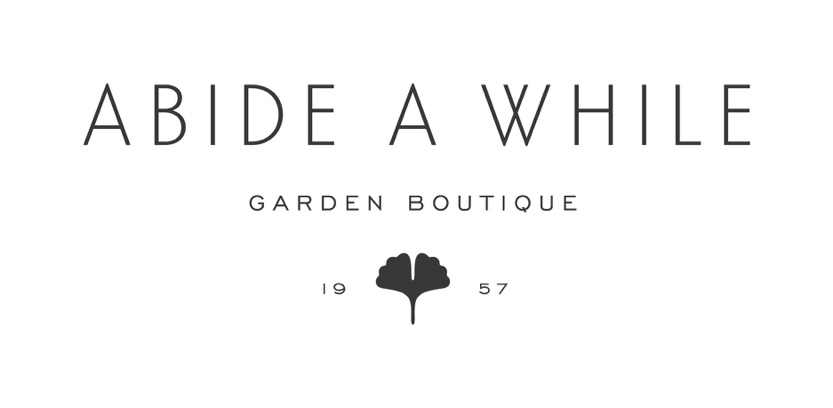 ABIDE A WHILE
GARDEN BOUTIQUE
19 57